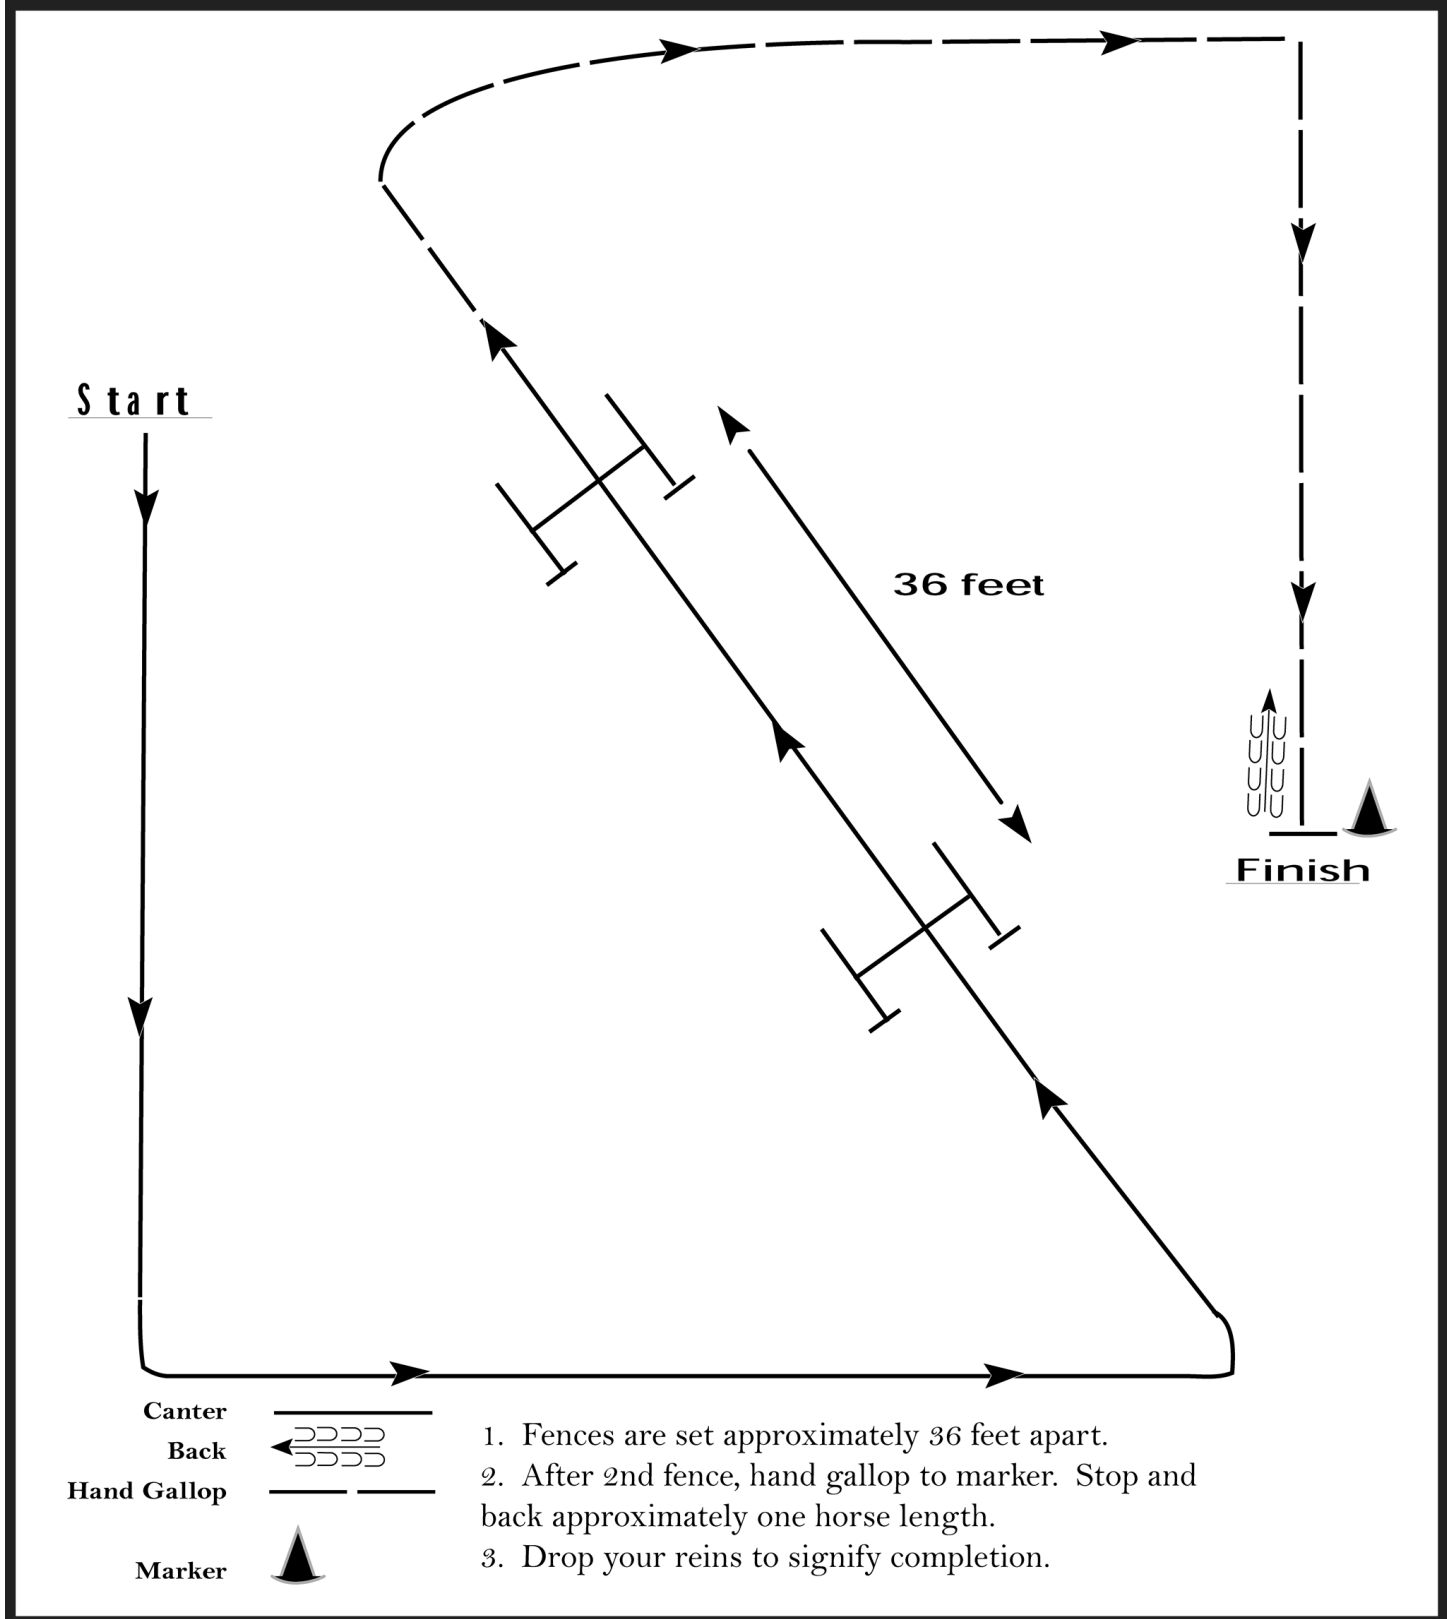 Start
36 feet
Finish
Canter
Back
Hand Gallop
Marker
1. Fences are set approximately 36 feet apart.
2. After 2nd fence, hand gallop to marker. Stop and
back approximately one horse length.
3. Drop your reins to signify completion.